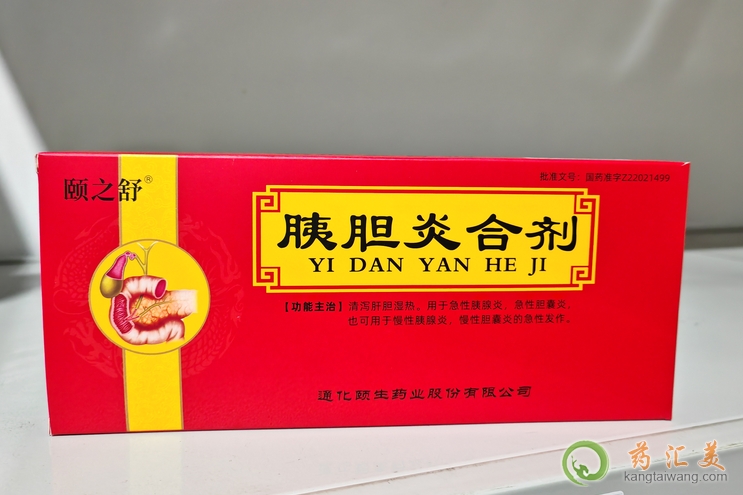 批准文号：国药准字Z22021499
颐之舒®
胰胆炎合剂
YI DAN YAN HE JI
【功能主治】清泻肝胆湿热。用于急性胰腺炎、急性胆囊炎，
也可用于慢性胰腺炎、慢性胆囊炎的急性发作。
通化颐生药业股份有限公司
药汇美
kangtaiwang.com